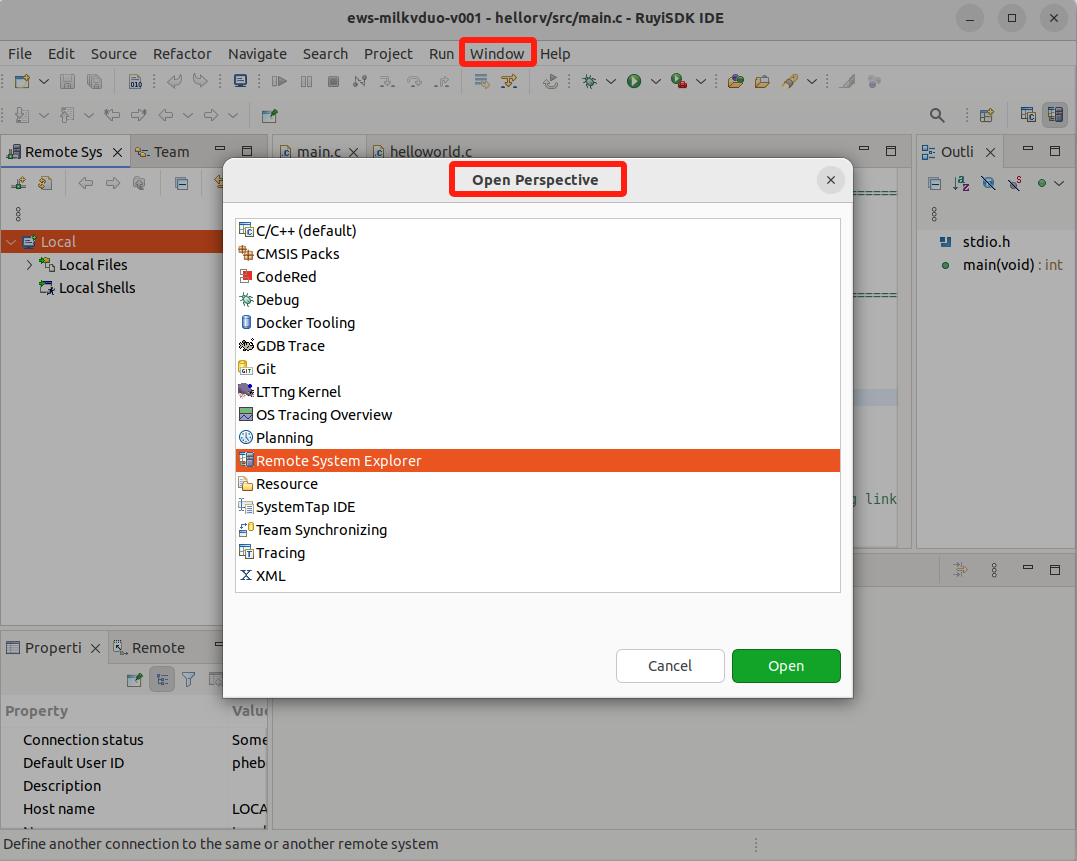 ews-milkvduo-v001 - hellorv/src/main.c - RuyiSDK IDE
File Edit Source Refactor Navigate Search Project Run Window Help
Remote Sys Team
main.c helloworld.c
Outli
Open Perspective
C/C++ (default)
CMSIS Packs
CodeRed
Debug
Docker Tooling
GDB Trace
Git
LTTng Kernel
OS Tracing Overview
Planning
Remote System Explorer
Resource
SystemTap IDE
Team Synchronizing
Tracing
XML
Cancel Open
Local
Local Files
Local Shells
stdio.h
main(void) : int
link
Properti Remote
Property Value
Connection status Some
Default User ID pheb
Description
Host name LOCA
Define another connection to the same or another remote system